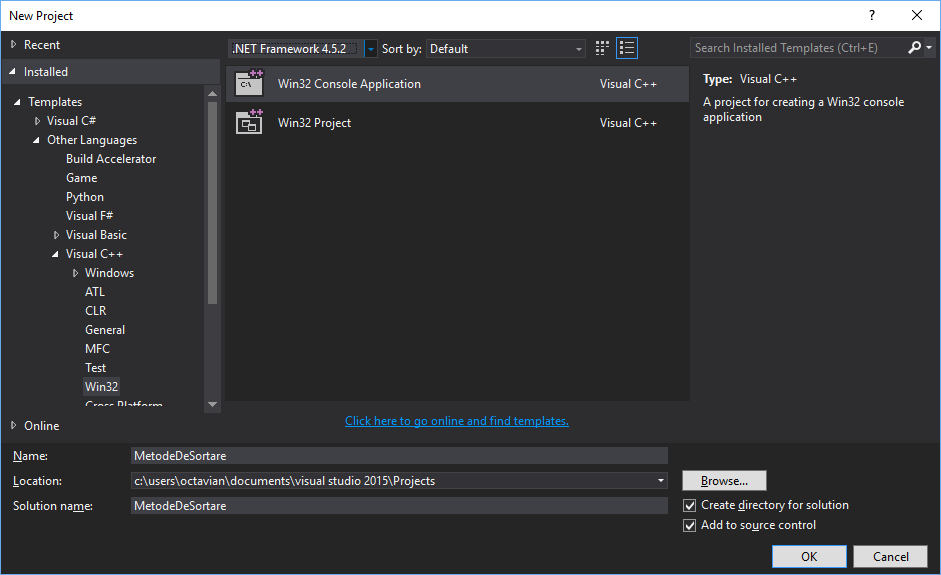 New Project
Recent
Installed
Templates
Visual C#
Other Languages
Build Accelerator
Game
Python
Visual F#
Visual Basic
Visual C++
Windows
ATL
CLR
General
MFC
Test
Win32
Cross Platform
Online
.NET Framework 4.5.2 Sort by: Default
Win32 Console Application Visual C++
Win32 Project Visual C++
Click here to go online and find templates.
Search Installed Templates (Ctrl+E)
Type: Visual C++
A project for creating a Win32 console
application
Name: MetodeDeSortare
Location: c:\users\octavian\documents\visual studio 2015\Projects
Browse...
Solution name: MetodeDeSortare
Create directory for solution
Add to source control
OK Cancel